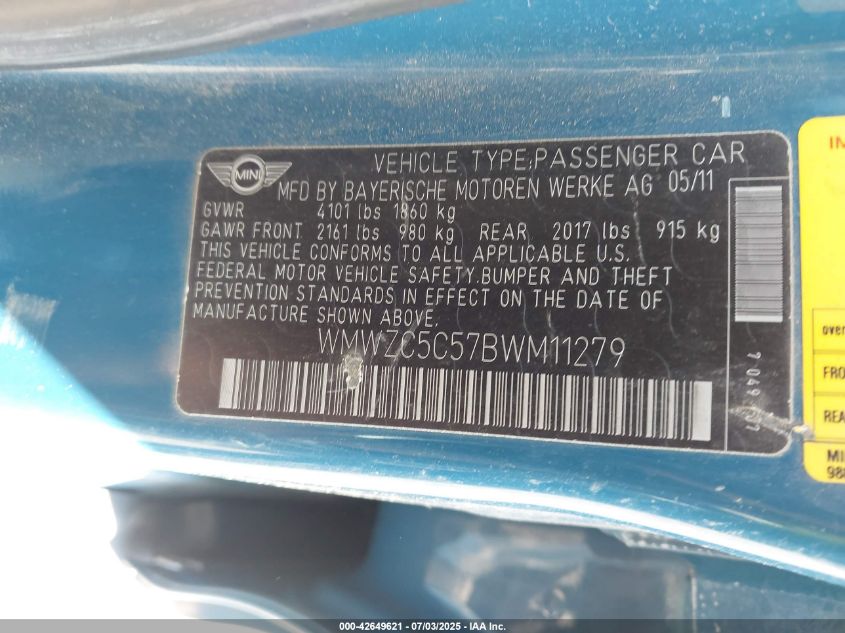 MINI
VEHICLE TYPE:PASSENGER CAR
MFD BY BAYERISCHE MOTOREN WERKE AG 05/11
GVWR 4101 lbs 1860 kg
GAWR FRONT 2161 lbs 980 kg REAR 2017 lbs 915 kg
THIS VEHICLE CONFORMS TO ALL APPLICABLE U.S.
FEDERAL MOTOR VEHICLE SAFETY.BUMPER AND THEFT
PREVENTION STANDARDS IN EFFECT ON THE DATE OF
MANUFACTURE SHOWN ABOVE.
WMWZC5C57BWM11279
000-42649621 - 07/03/2025 - IAA Inc.